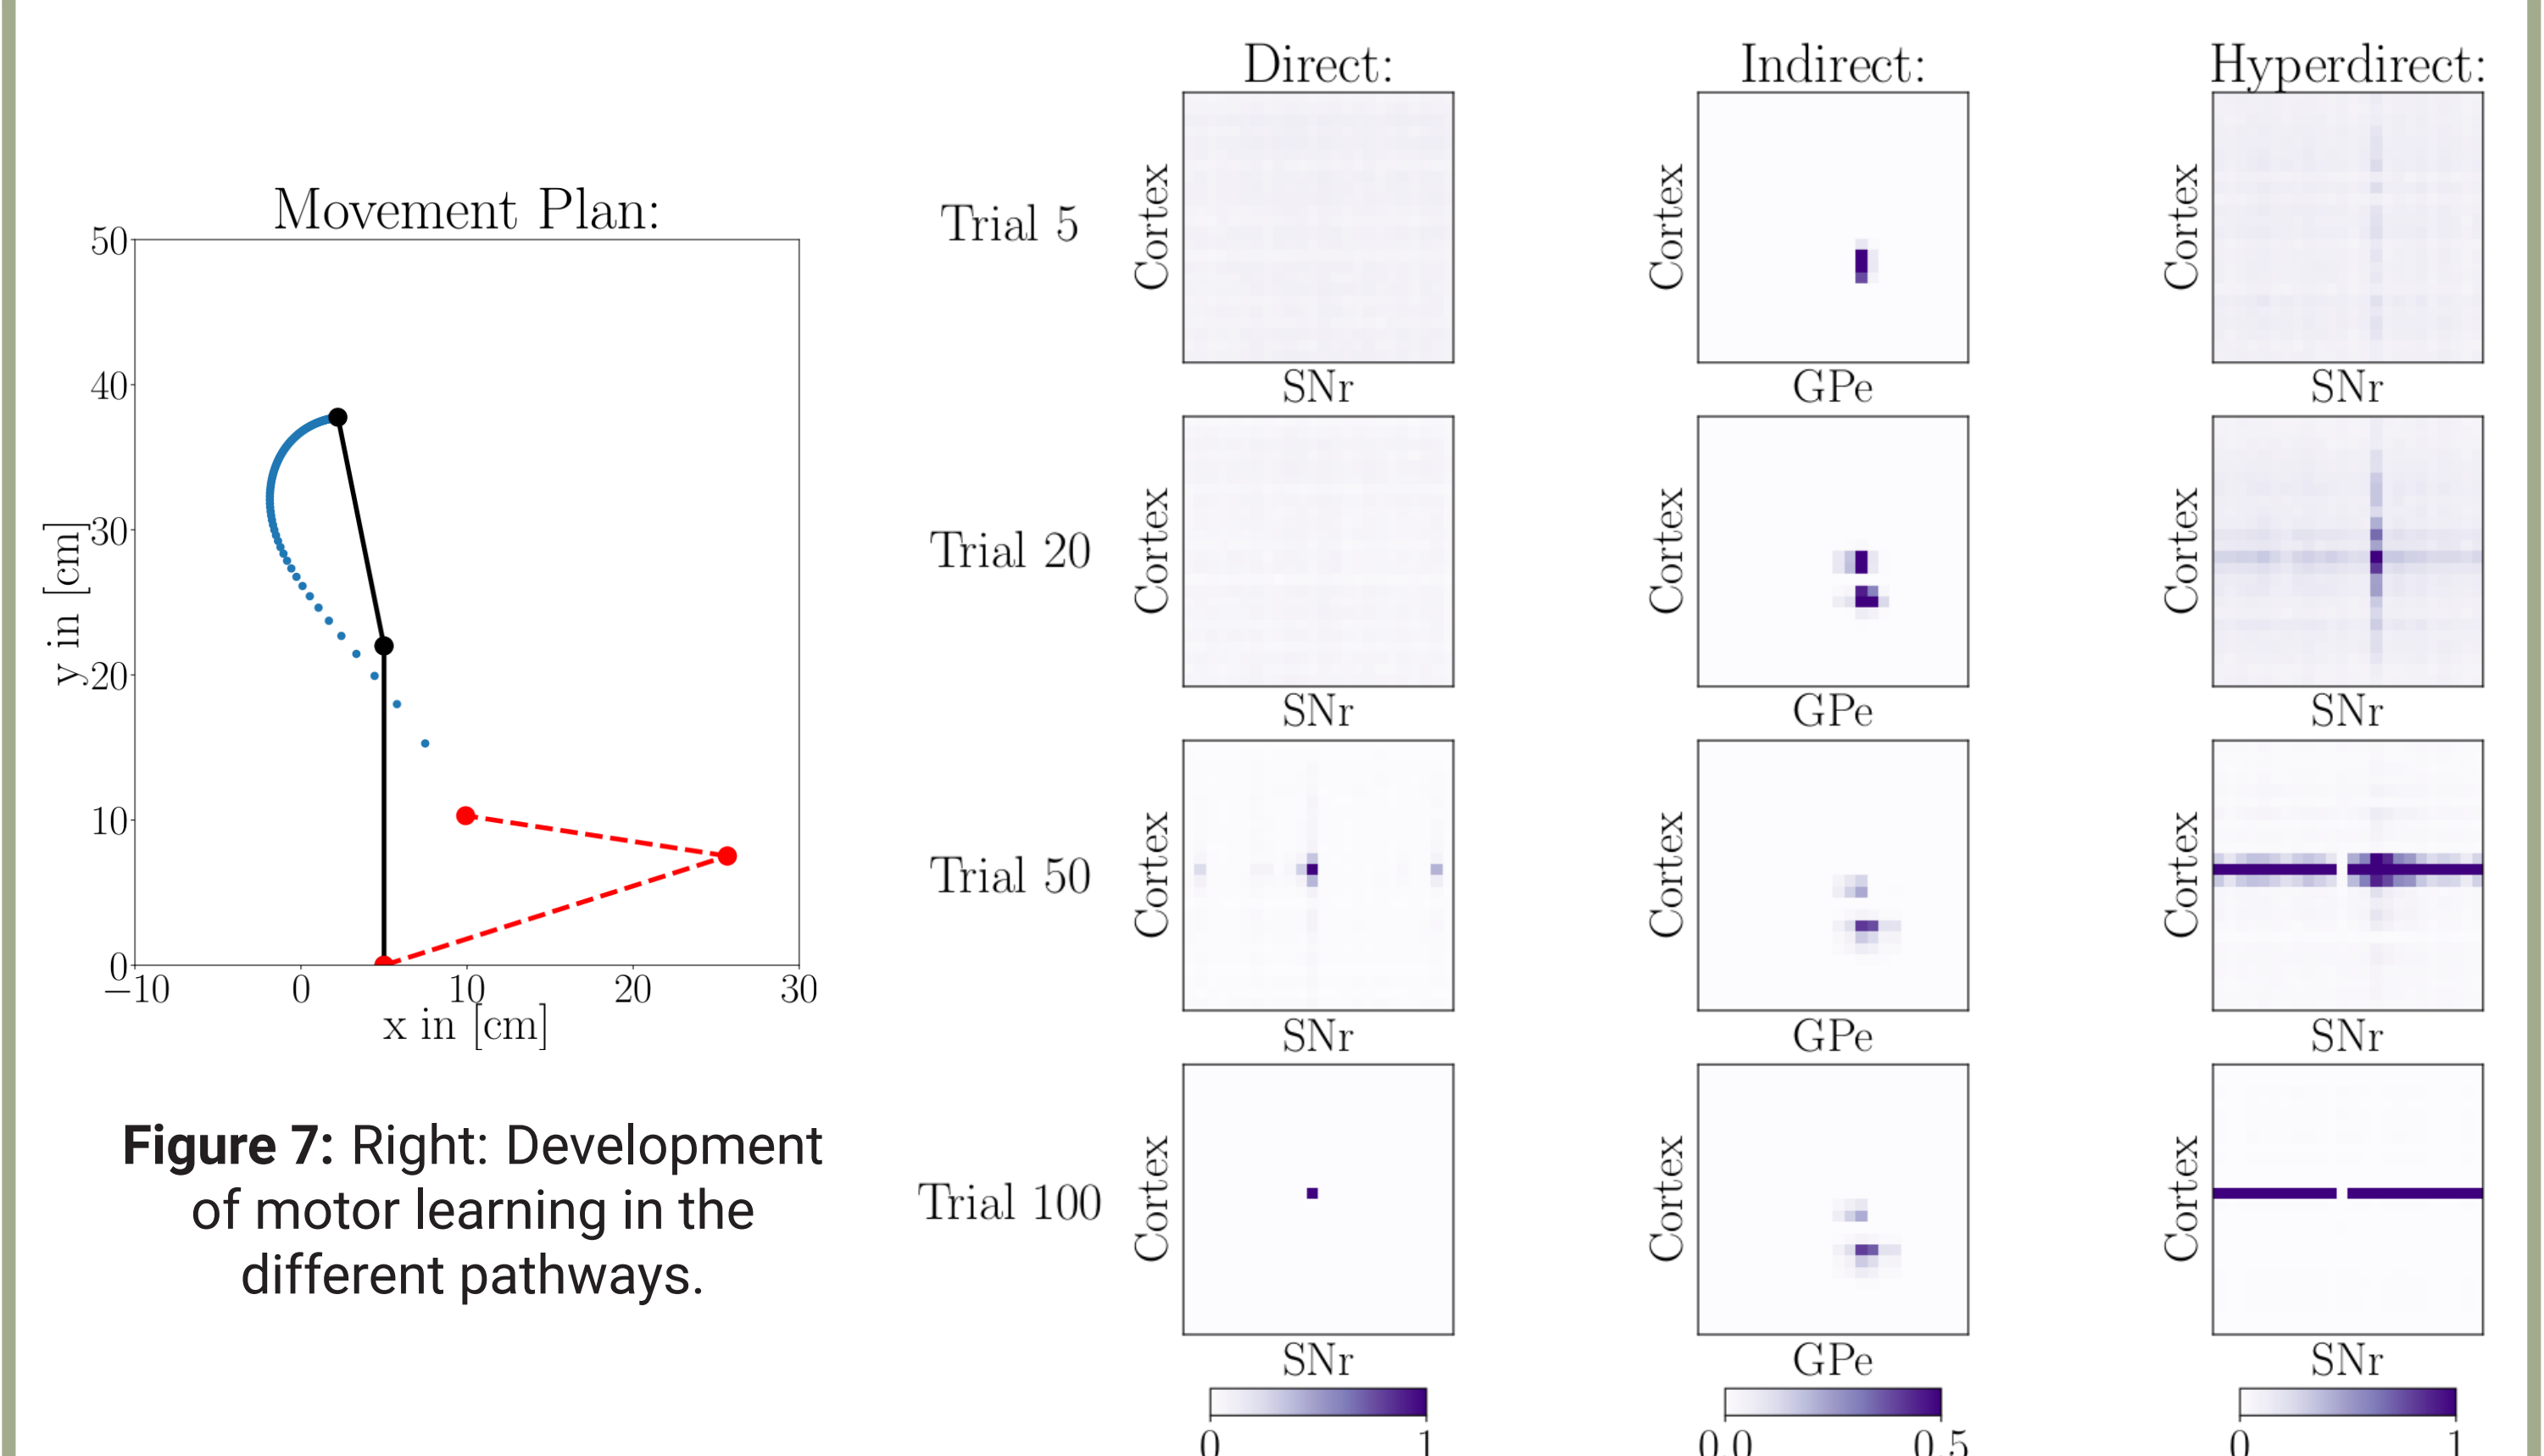 Movement Plan:
50
40
30
20
10
0
y in [cm]
−10 0 10 20 30
x in [cm]
Figure 7: Right: Development
of motor learning in the
different pathways.
Direct: Indirect: Hyperdirect:
Trial 5
Cortex Cortex Cortex
SNr GPe SNr
Trial 20
Cortex Cortex Cortex
SNr GPe SNr
Trial 50
Cortex Cortex Cortex
SNr GPe SNr
Trial 100
Cortex Cortex Cortex
SNr GPe SNr
0 1 0.0 0.5 0 1